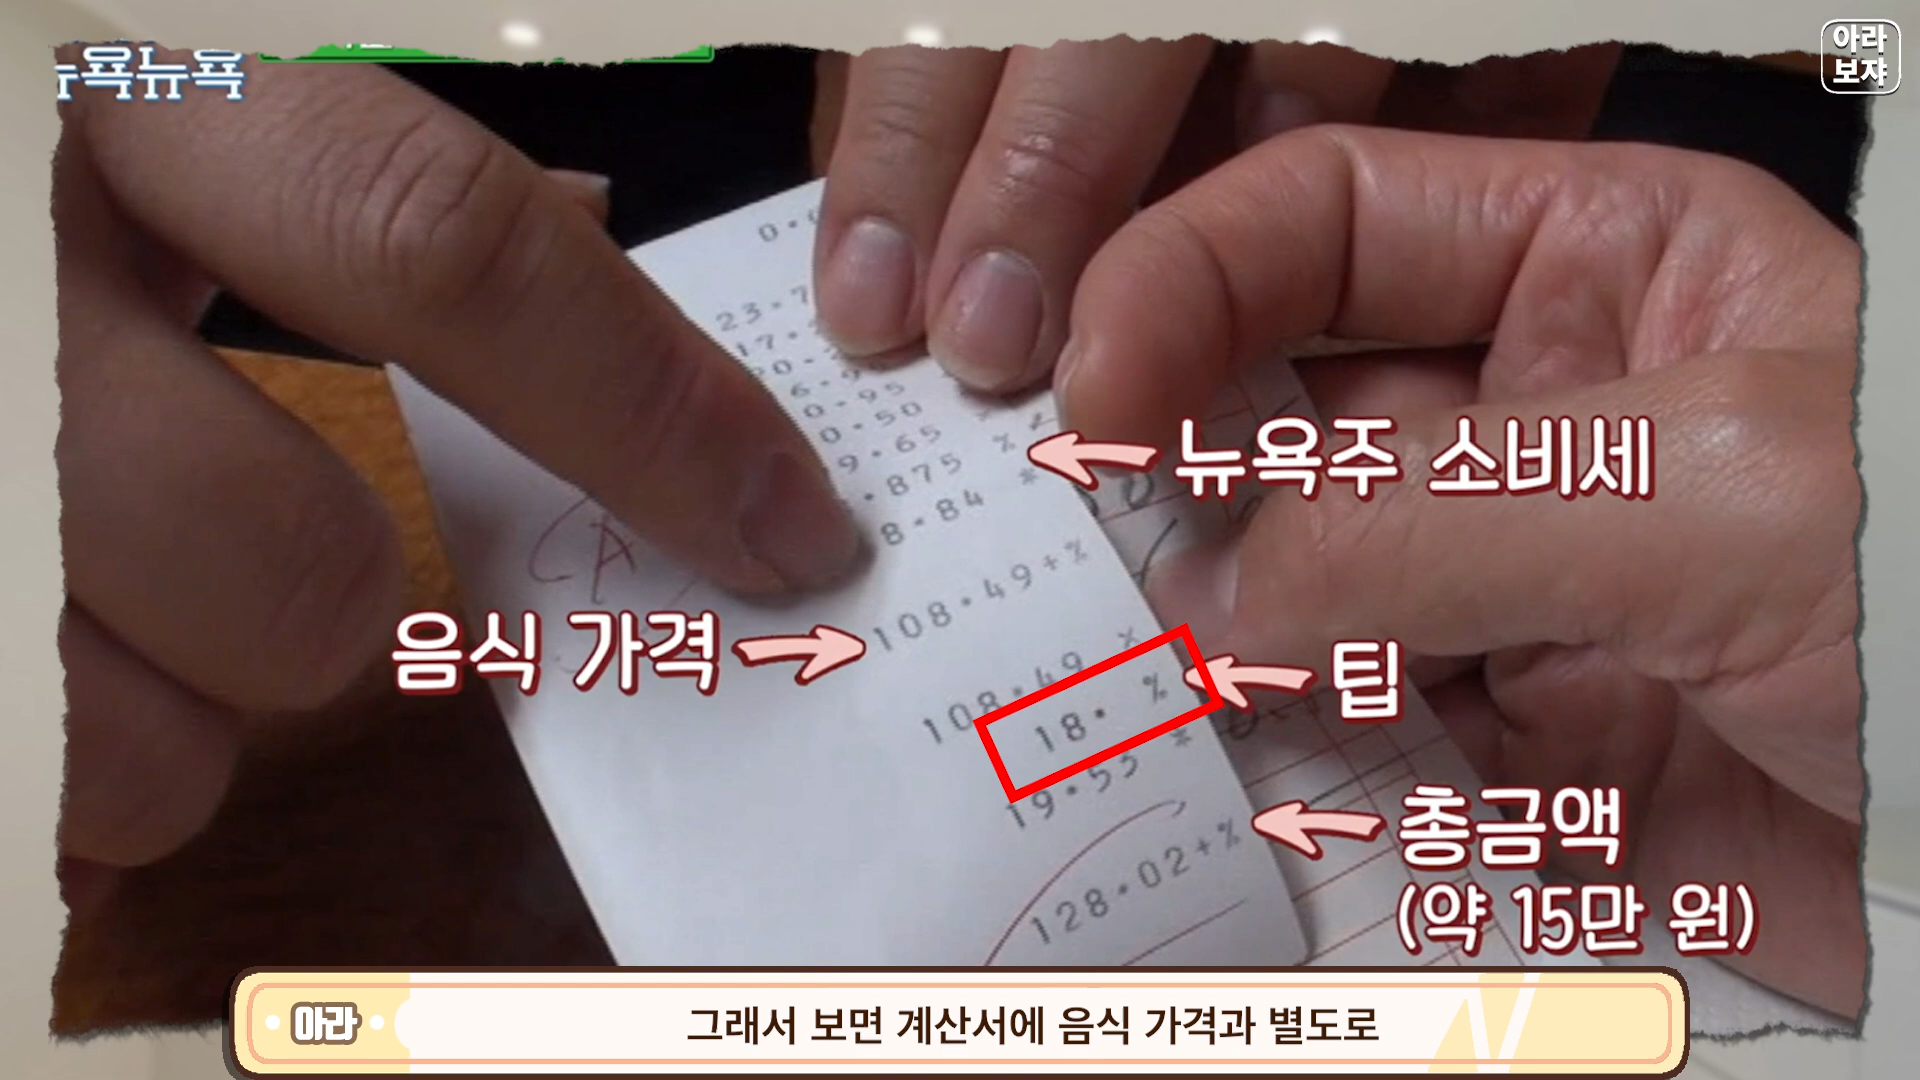 뉴욕뉴욕
아라
보쟈
23.7
17.
6.9
0.95
0.50
9.65
%
.875 %
8.84 *
뉴욕주 소비세
108.49+%
음식 가격
108.49 ×
18. %
팁
19.53 *
128.02+%
총금액
(약 15만 원)
아라
그래서 보면 계산서에 음식 가격과 별도로